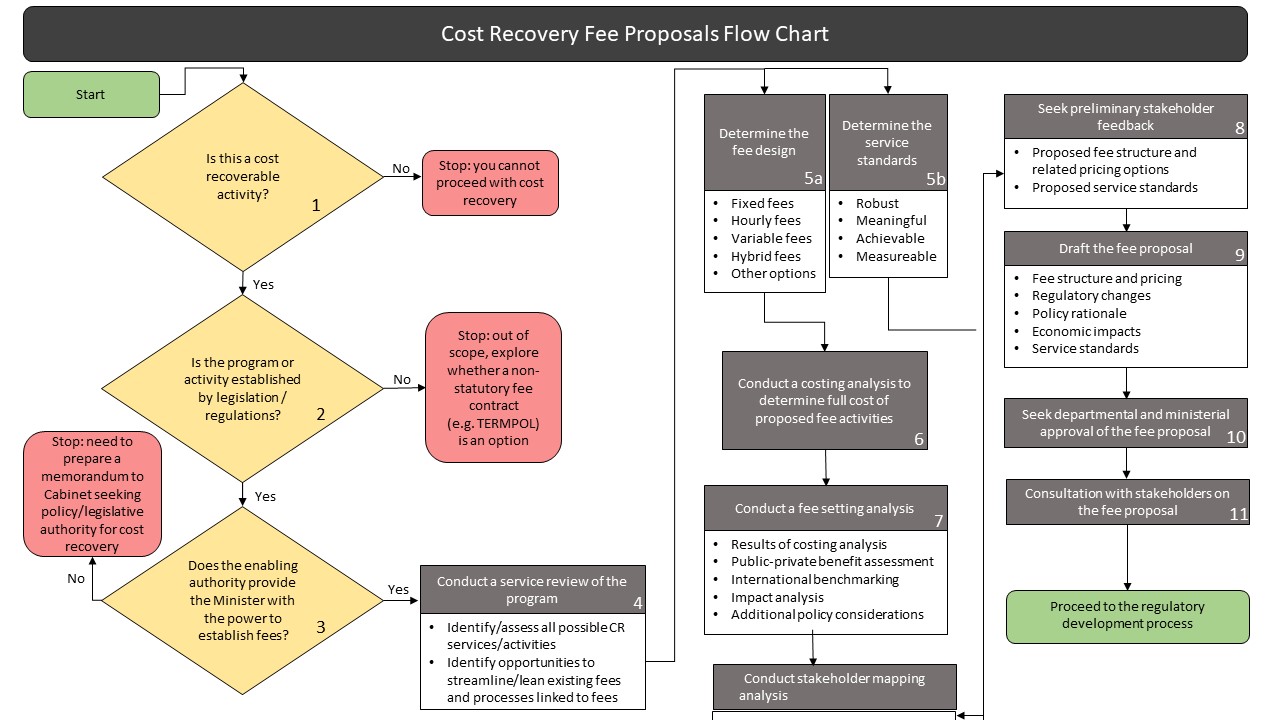 Cost Recovery Fee Proposals Flow Chart
Start
Is this a cost
recoverable
activity?
1
No
Stop: you cannot
proceed with cost
recovery
Yes
Is the program or
activity established
by legislation /
regulations?
2
No
Stop: out of
scope, explore
whether a non-
statutory fee
contract
(e.g. TERMPOL)
is an option
Yes
Does the enabling
authority provide
the Minister with
the power to
establish fees?
3
No
Stop: need to
prepare a
memorandum to
Cabinet seeking
policy/legislative
authority for cost
recovery
Yes
Conduct a service review of the
program
4
• Identify/assess all possible CR
services/activities
• Identify opportunities to
streamline/lean existing fees
and processes linked to fees
Determine the
fee design
5a
• Fixed fees
• Hourly fees
• Variable fees
• Hybrid fees
• Other options
Determine the
service
standards
5b
• Robust
• Meaningful
• Achievable
• Measureable
Conduct a costing analysis to
determine full cost of
proposed fee activities
6
Conduct a fee setting analysis
7
• Results of costing analysis
• Public-private benefit assessment
• International benchmarking
• Impact analysis
• Additional policy considerations
Conduct stakeholder mapping
analysis
Seek preliminary stakeholder
feedback
8
• Proposed fee structure and
related pricing options
• Proposed service standards
Draft the fee proposal
9
• Fee structure and pricing
• Regulatory changes
• Policy rationale
• Economic impacts
• Service standards
Seek departmental and ministerial
approval of the fee proposal
10
Consultation with stakeholders on
the fee proposal
11
Proceed to the regulatory
development process